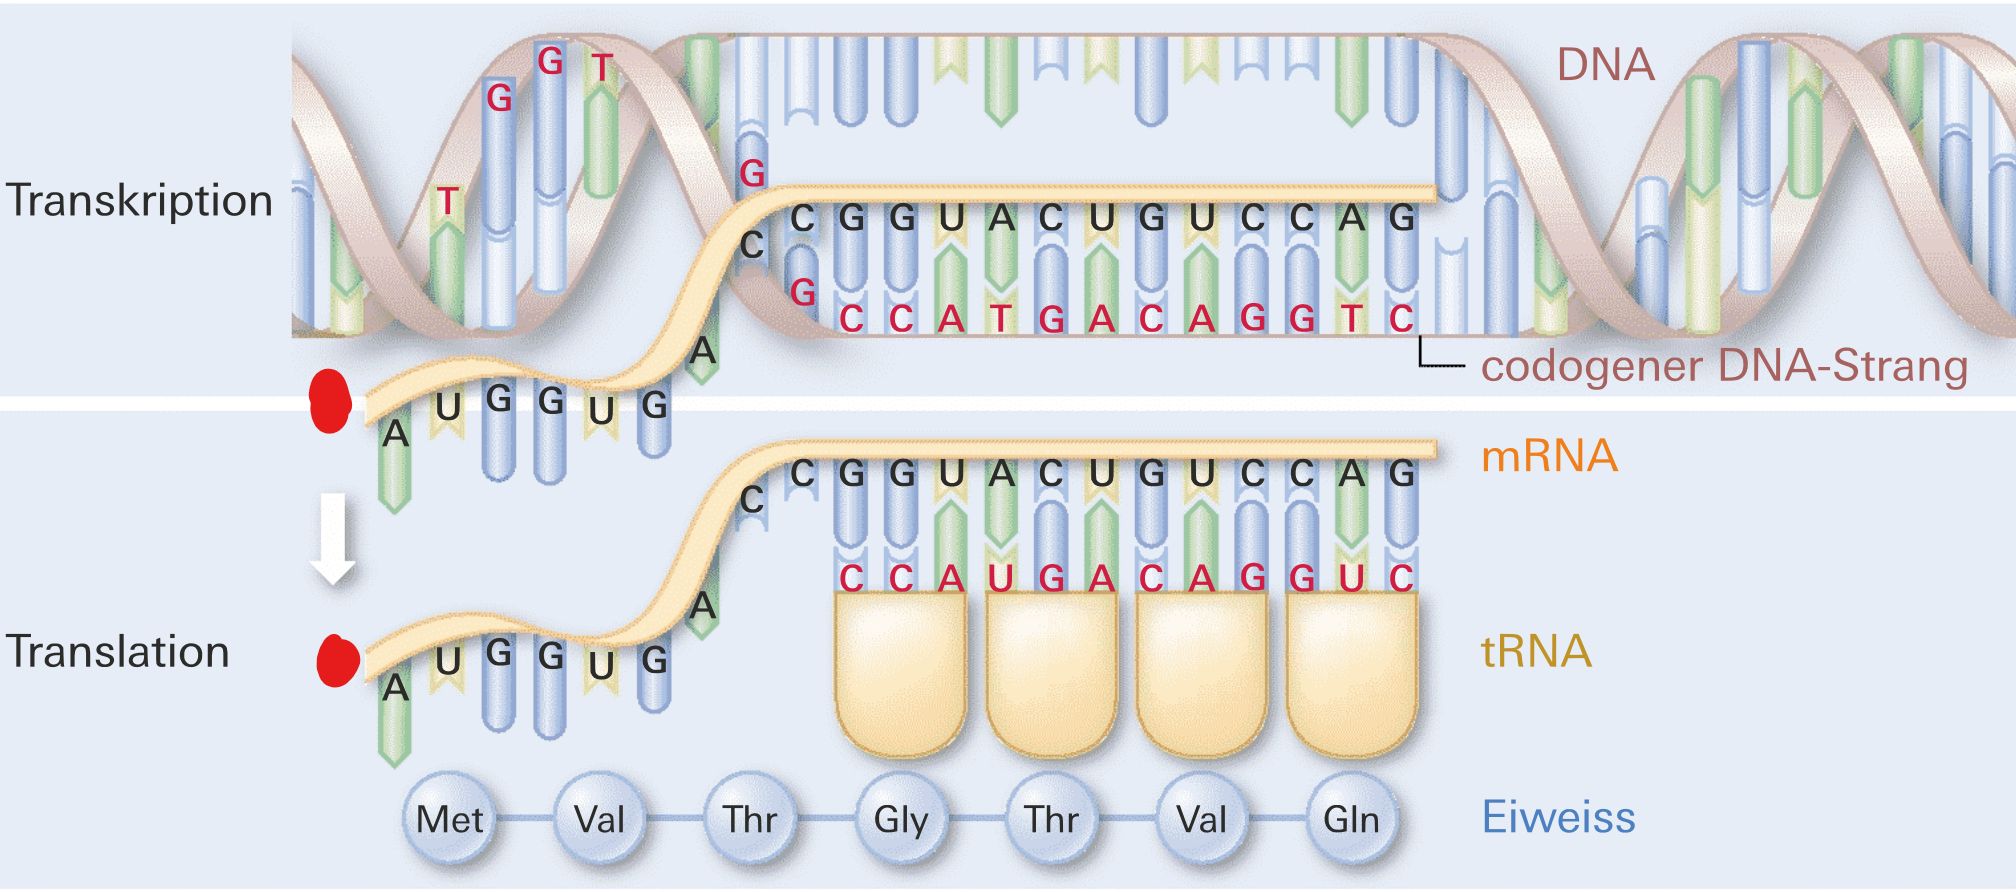 G T
DNA
G
T
G
Transkription
C G G U A C U G U C C A G
C
G
C C A T G A C A G G T C
A
codogener DNA-Strang
A U G G U G
mRNA
C G G U A C U G U C C A G
C
C C A U G A C A G G U C
A
Translation
A U G G U G
tRNA
Met Val Thr Gly Thr Val Gln
Eiweiss